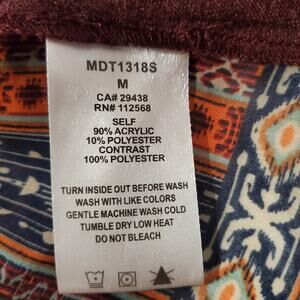 MDT1318S
M
CA# 29438
RN# 112568
SELF
90% ACRYLIC
10% POLYESTER
CONTRAST
100% POLYESTER
TURN INSIDE OUT BEFORE WASH
WASH WITH LIKE COLORS
GENTLE MACHINE WASH COLD
TUMBLE DRY LOW HEAT
DO NOT BLEACH